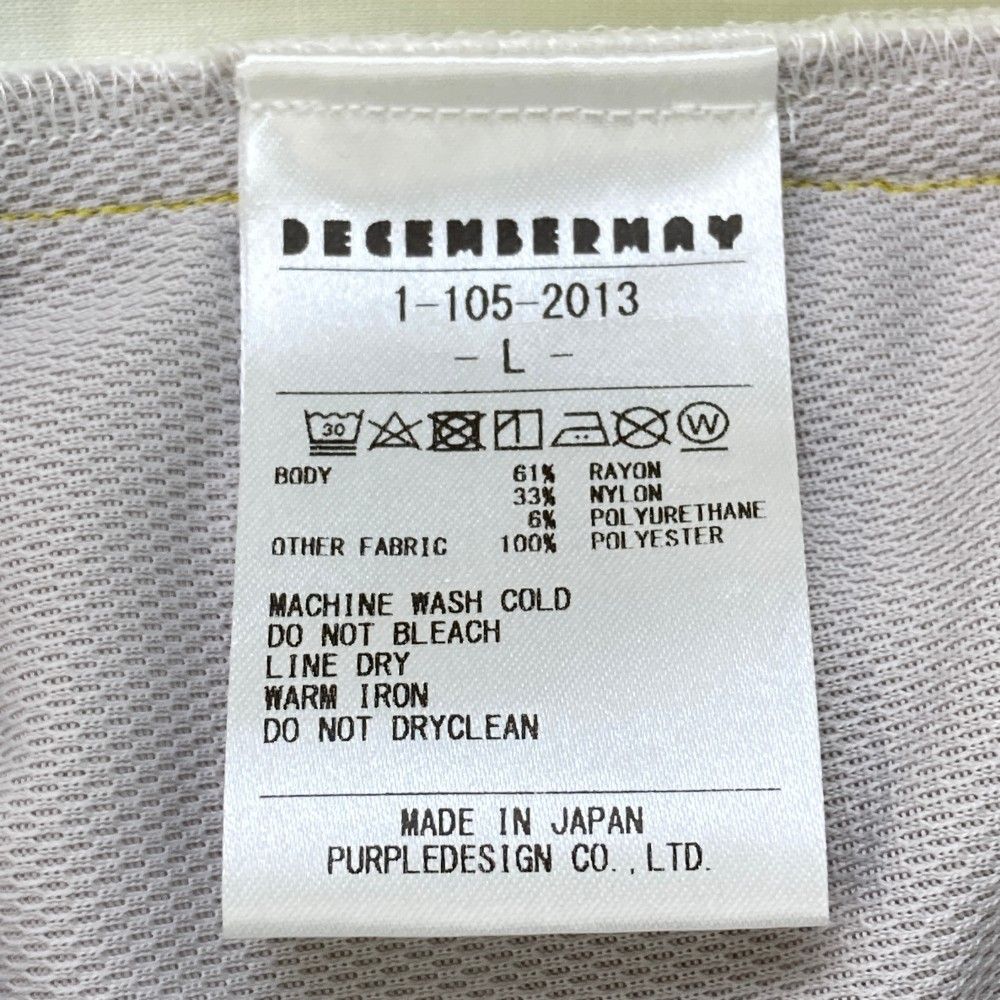 DECEMBERMAY
1-105-2013
- L -
30 W
BODY 61% RAYON
33% NYLON
6% POLYURETHANE
OTHER FABRIC 100% POLYESTER
MACHINE WASH COLD
DO NOT BLEACH
LINE DRY
WARM IRON
DO NOT DRYCLEAN
MADE IN JAPAN
PURPLEDESIGN CO.,LTD.